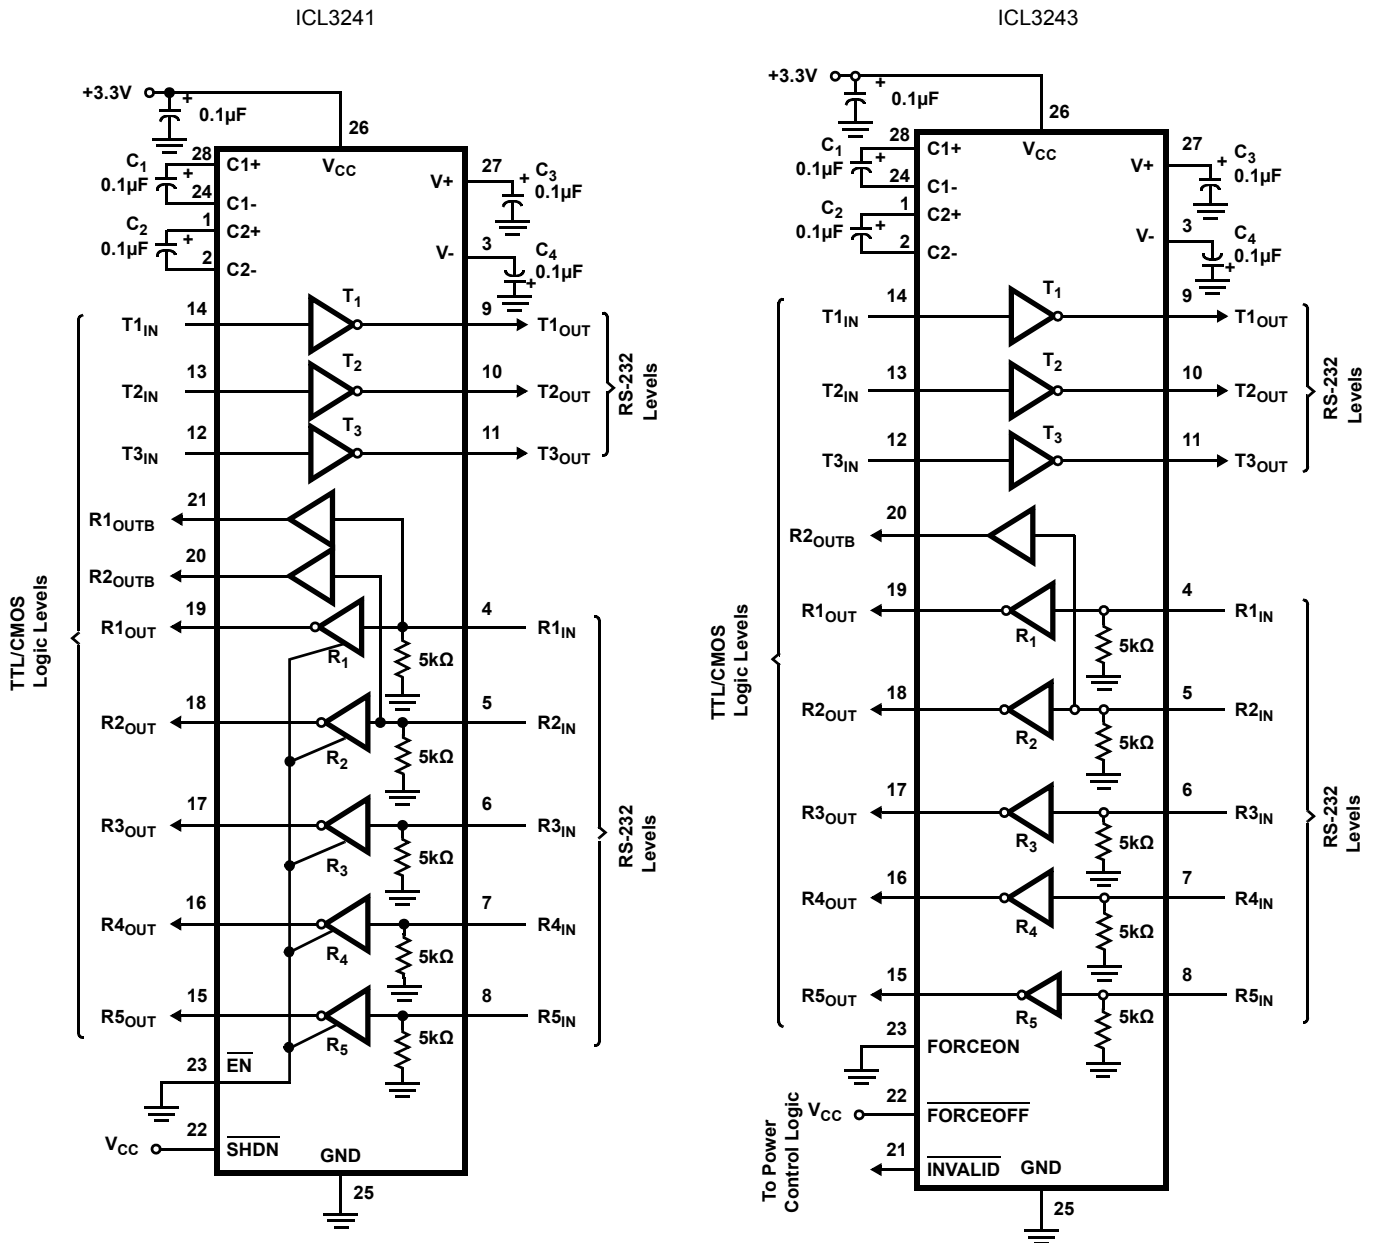 ICL3241
+3.3V
+
0.1µF
26
C1
0.1µF
+
28
C1+
VCC
24
C1-
C2
0.1µF
+
1
C2+
2
C2-
V+
27
+
C3
0.1µF
V-
3
C4
0.1µF
+
T1IN
14
T1
9
T1OUT
T2IN
13
T2
10
T2OUT
T3IN
12
T3
11
T3OUT
RS-232
Levels
R1OUTB
21
R2OUTB
20
R1OUT
19
R1
4
R1IN
5kΩ
R2OUT
18
R2
5
R2IN
5kΩ
R3OUT
17
R3
6
R3IN
5kΩ
R4OUT
16
R4
7
R4IN
5kΩ
R5OUT
15
R5
8
R5IN
5kΩ
TTL/CMOS
Logic Levels
RS-232
Levels
23
EN
VCC
22
SHDN
GND
25
ICL3243
+3.3V
+
0.1µF
26
C1
0.1µF
+
28
C1+
VCC
24
C1-
C2
0.1µF
+
1
C2+
2
C2-
V+
27
+
C3
0.1µF
V-
3
C4
0.1µF
+
T1IN
14
T1
9
T1OUT
T2IN
13
T2
10
T2OUT
T3IN
12
T3
11
T3OUT
RS-232
Levels
R2OUTB
20
R1OUT
19
R1
4
R1IN
5kΩ
R2OUT
18
R2
5
R2IN
5kΩ
R3OUT
17
R3
6
R3IN
5kΩ
R4OUT
16
R4
7
R4IN
5kΩ
R5OUT
15
R5
8
R5IN
5kΩ
TTL/CMOS
Logic Levels
RS-232
Levels
23
FORCEON
VCC
22
FORCEOFF
21
INVALID
To Power
Control Logic
GND
25